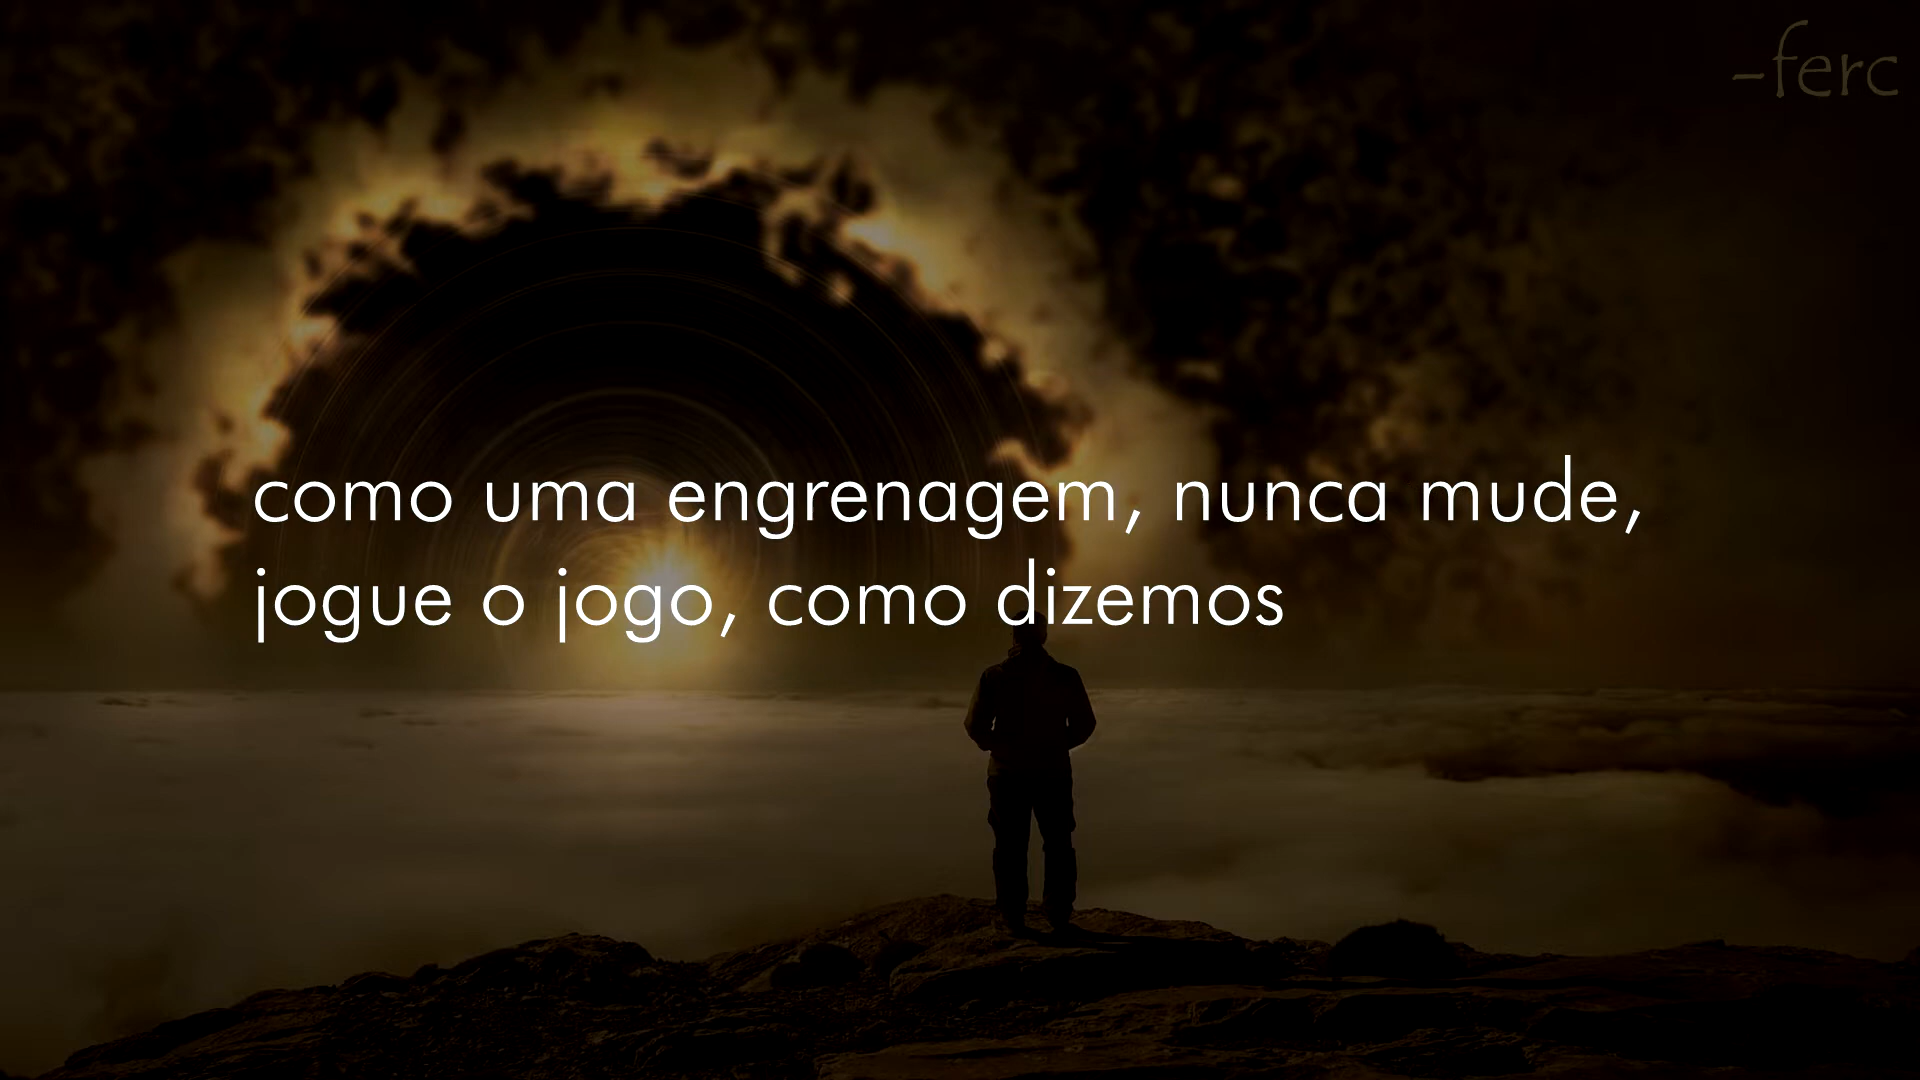 -ferc
como uma engrenagem, nunca mude,
jogue o jogo, como dizemos